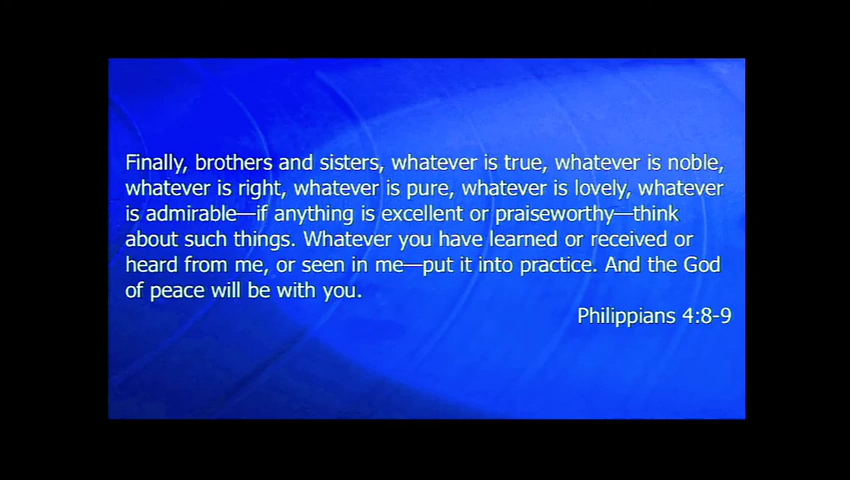 Finally, brothers and sisters, whatever is true, whatever is noble,
whatever is right, whatever is pure, whatever is lovely, whatever
is admirable—if anything is excellent or praiseworthy—think
about such things. Whatever you have learned or received or
heard from me, or seen in me—put it into practice. And the God
of peace will be with you.
Philippians 4:8-9